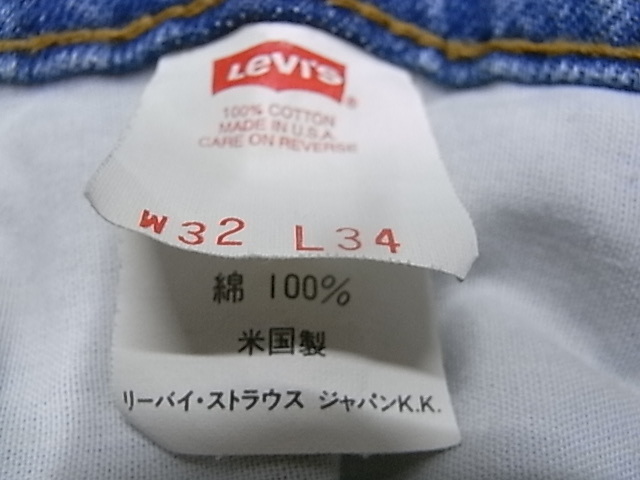 LEVI'S®
100% COTTON
MADE IN U.S.A.
CARE ON REVERSE
W32 L34
綿 100%
米国製
リーバイ・ストラウス ジャパンK.K.